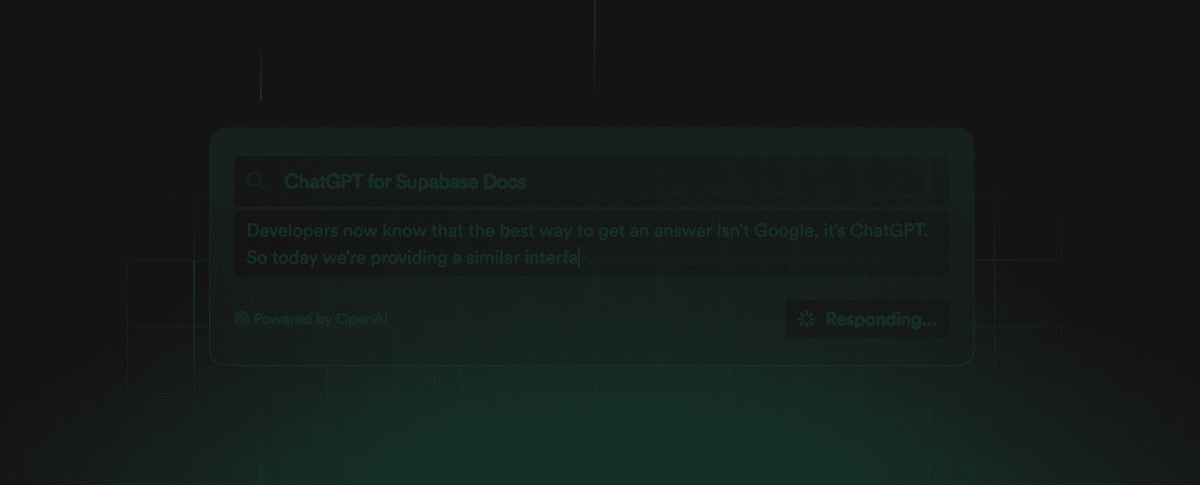 ChatGPT for Supabase Docs
Developers now know that the best way to get an answer isn't Google, it's ChatGPT.
So today we're providing a similar interfa
Powered by OpenAI
Responding...